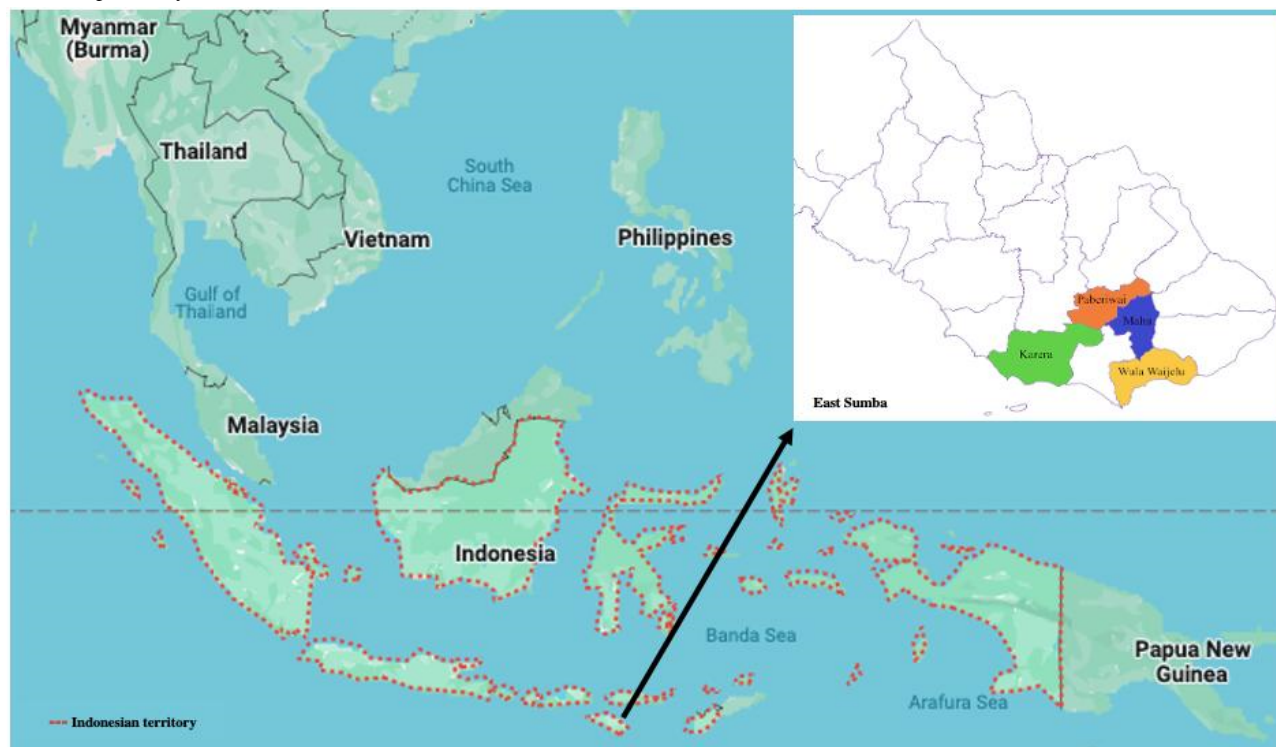 Myanmar
(Burma)
Thailand
South
China Sea
Vietnam
Philippines
Gulf of
Thailand
Malaysia
Indonesia
Banda Sea
Papua New
Guinea
Arafura Sea
Indonesian territory
Paberiwai
Mahu
Karera
Wula Waijelu
East Sumba